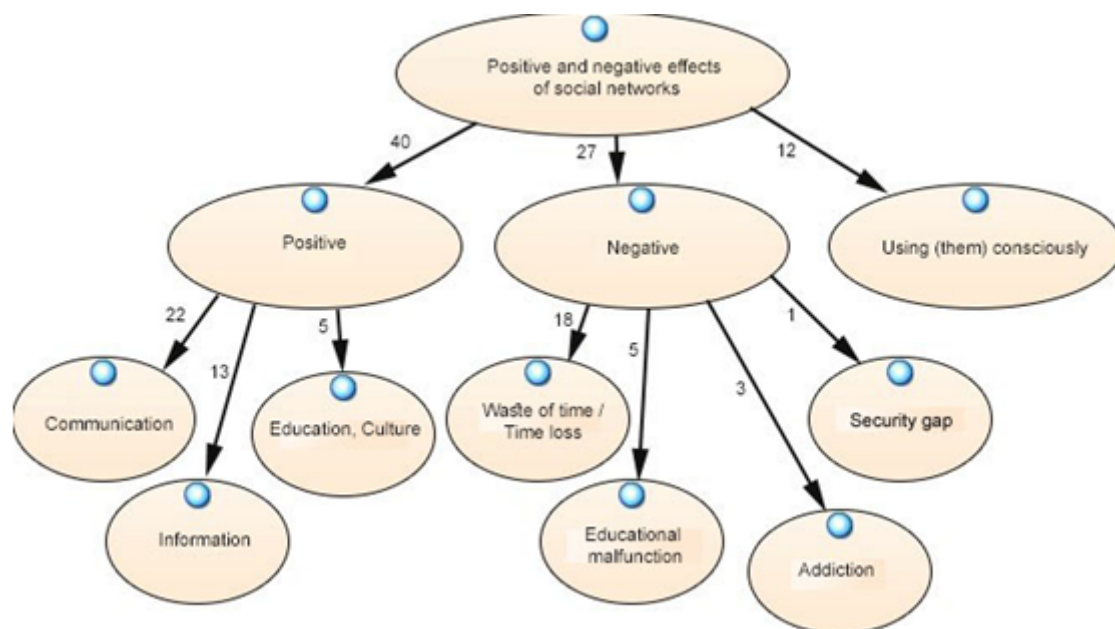 Positive and negative effects
of social networks
40
27
12
Positive
Negative
Using (them) consciously
22
13
5
18
5
3
1
Communication
Information
Education, Culture
Waste of time /
Time loss
Educational
malfunction
Addiction
Security gap